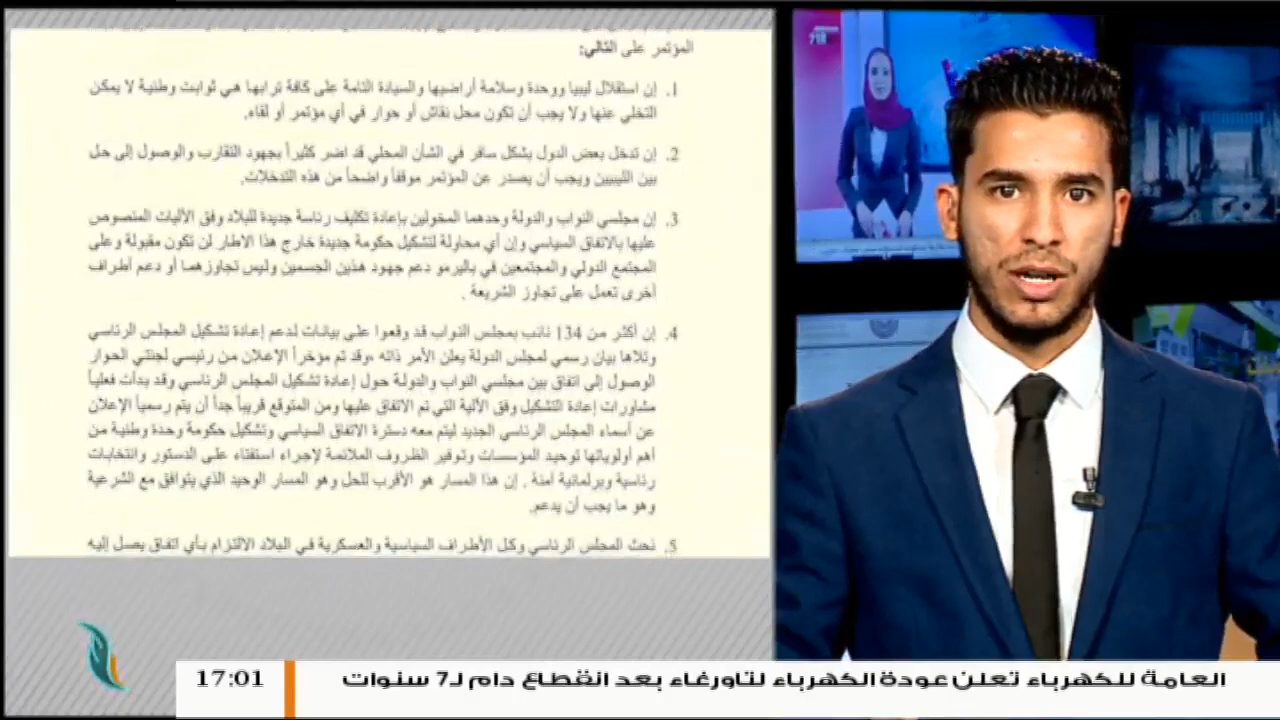 المؤتمر على التالي:
1. إن استقلال ليبيا ووحدة وسلامة أراضيها والسيادة التامة على كافة ترابها هي ثوابت وطنية لا يمكن
التخلي عنها ولا يجب أن تكون محل نقاش أو حوار في أي مؤتمر أو لقاء.
2. إن تدخل بعض الدول بشكل سافر في الشأن المحلي قد اضر كثيراً بجهود التقارب والوصول إلى حل
بين الليبيين ويجب أن يصدر عن المؤتمر موقفاً واضحاً من هذه التدخلات.
3. إن مجلسي النواب والدولة وحدهما المخولين بإعادة تكليف رئاسة جديدة للبلاد وفق الآليات المنصوص
عليها بالاتفاق السياسي وإن أي محاولة لتشكيل حكومة جديدة خارج هذا الاطار لن تكون مقبولة وعلى
المجتمع الدولي والمجتمعين في باليرمو دعم جهود هذين الجسمين وليس تجاوزهما أو دعم أطراف
أخرى تعمل على تجاوز الشريعة .
4. إن أكثر من 134 نائب بمجلس النواب قد وقعوا على بيانات لدعم إعادة تشكيل المجلس الرئاسي
وتلاها بيان رسمي لمجلس الدولة يعلن الأمر ذاته ،وقد تم مؤخراً الإعلان من رئيسي لجنتي الحوار
الوصول إلى اتفاق بين مجلسي النواب والدولة حول إعادة تشكيل المجلس الرئاسي وقد بدأت فعلياً
مشاورات إعادة التشكيل وفق الآلية التي تم الاتفاق عليها ومن المتوقع قريباً جداً أن يتم رسمياً الإعلان
عن أسماء المجلس الرئاسي الجديد ليتم معه دسترة الاتفاق السياسي وتشكيل حكومة وحدة وطنية من
أهم أولوياتها توحيد المؤسسات وتوفير الظروف الملائمة لإجراء استفتاء على الدستور وانتخابات
رئاسية وبرلمانية آمنة . إن هذا المسار هو الأقرب للحل وهو المسار الوحيد الذي يتوافق مع الشرعية
وهو ما يجب أن يدعم.
5. نحث المجلس الرئاسي وكل الأطراف السياسية والعسكرية في البلاد الالتزام بأي اتفاق يصل إليه
العامة للكهرباء تعلن عودة الكهرباء لتاورغاء بعد انقطاع دام لـ7 سنوات
17:01